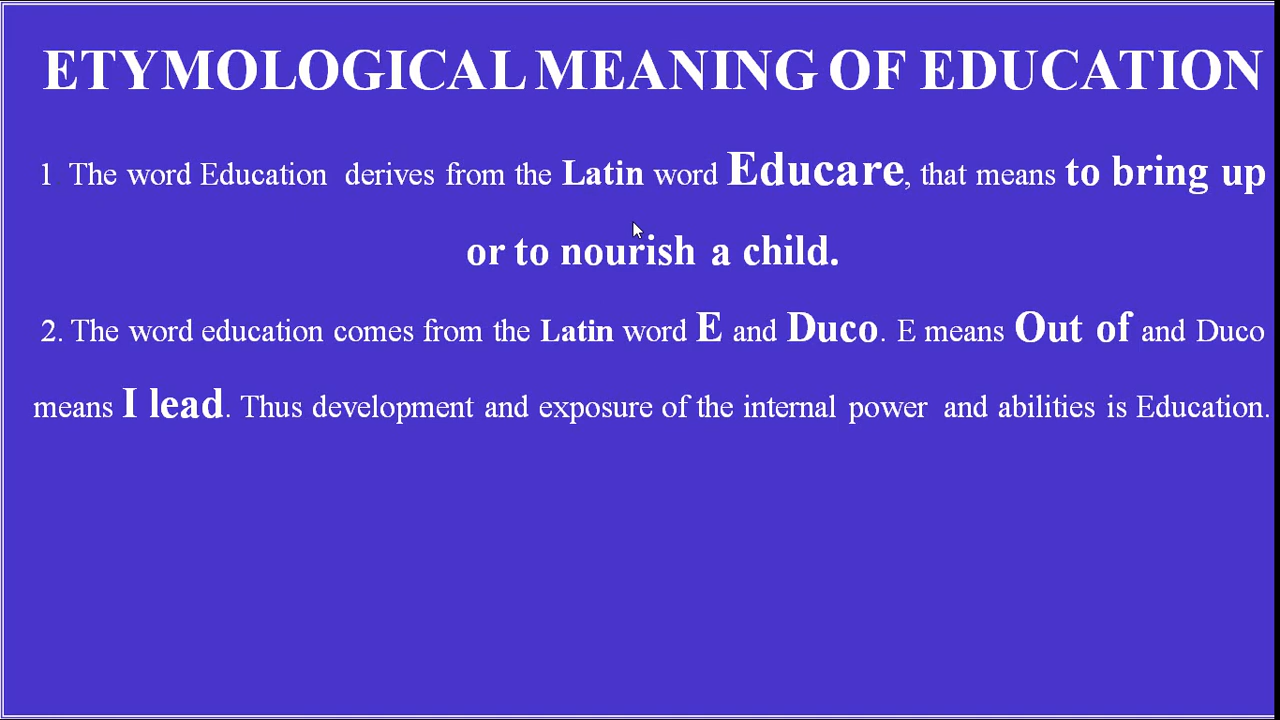 ETYMOLOGICAL MEANING OF EDUCATION
1 The word Education derives from the Latin word Educare, that means to bring up
or to nourish a child.
2. The word education comes from the Latin word E and Duco. E means Out of and Duco
means I lead. Thus development and exposure of the internal power and abilities is Education.